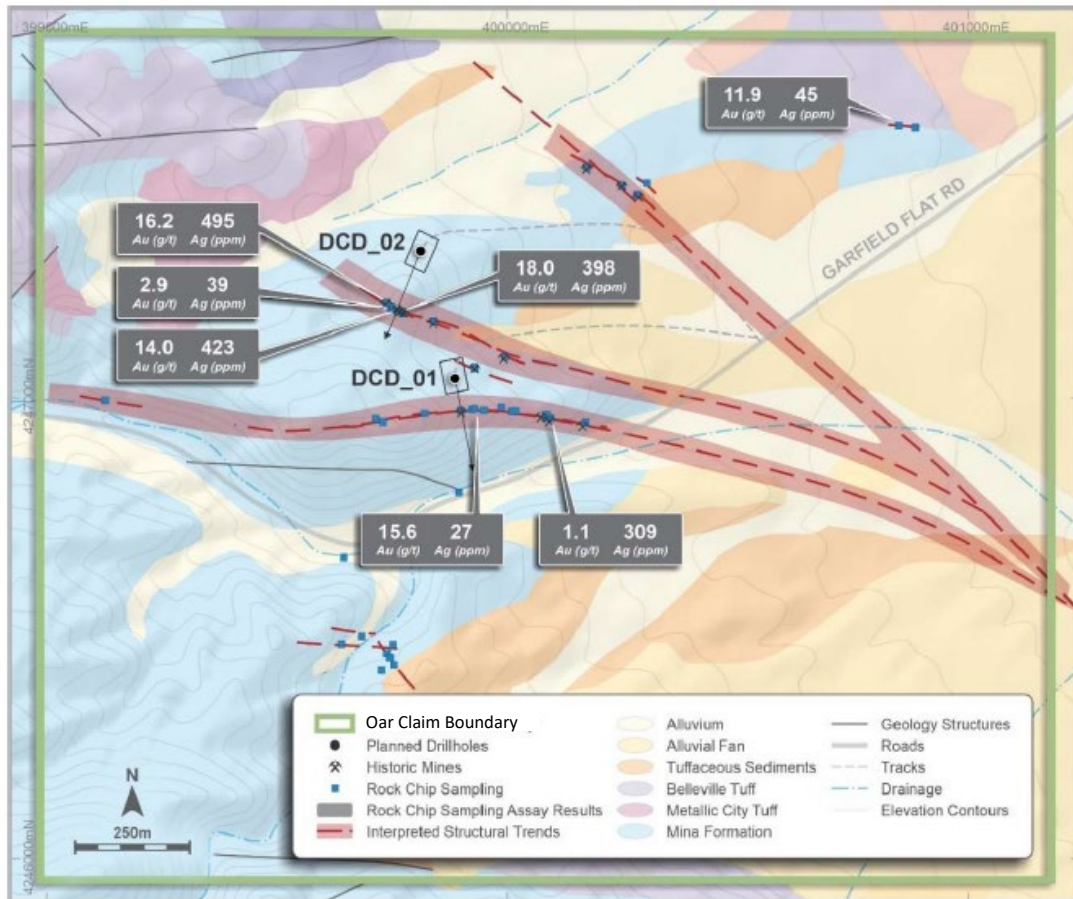 399600mE
400000mE
401000mE
11.9 45
Au (g/t) Ag (ppm)
GARFIELD FLAT RD
16.2 495
Au (g/t) Ag (ppm)
DCD_02
18.0 398
Au (g/t) Ag (ppm)
2.9 39
Au (g/t) Ag (ppm)
14.0 423
Au (g/t) Ag (ppm)
DCD_01
4247000mN
15.6 27
Au (g/t) Ag (ppm)
1.1 309
Au (g/t) Ag (ppm)
4246000mN
N
250m
Oar Claim Boundary
Planned Drillholes
Historic Mines
Rock Chip Sampling
Rock Chip Sampling Assay Results
Interpreted Structural Trends
Alluvium
Alluvial Fan
Tuffaceous Sediments
Belleville Tuff
Metallic City Tuff
Mina Formation
Geology Structures
Roads
Tracks
Drainage
Elevation Contours